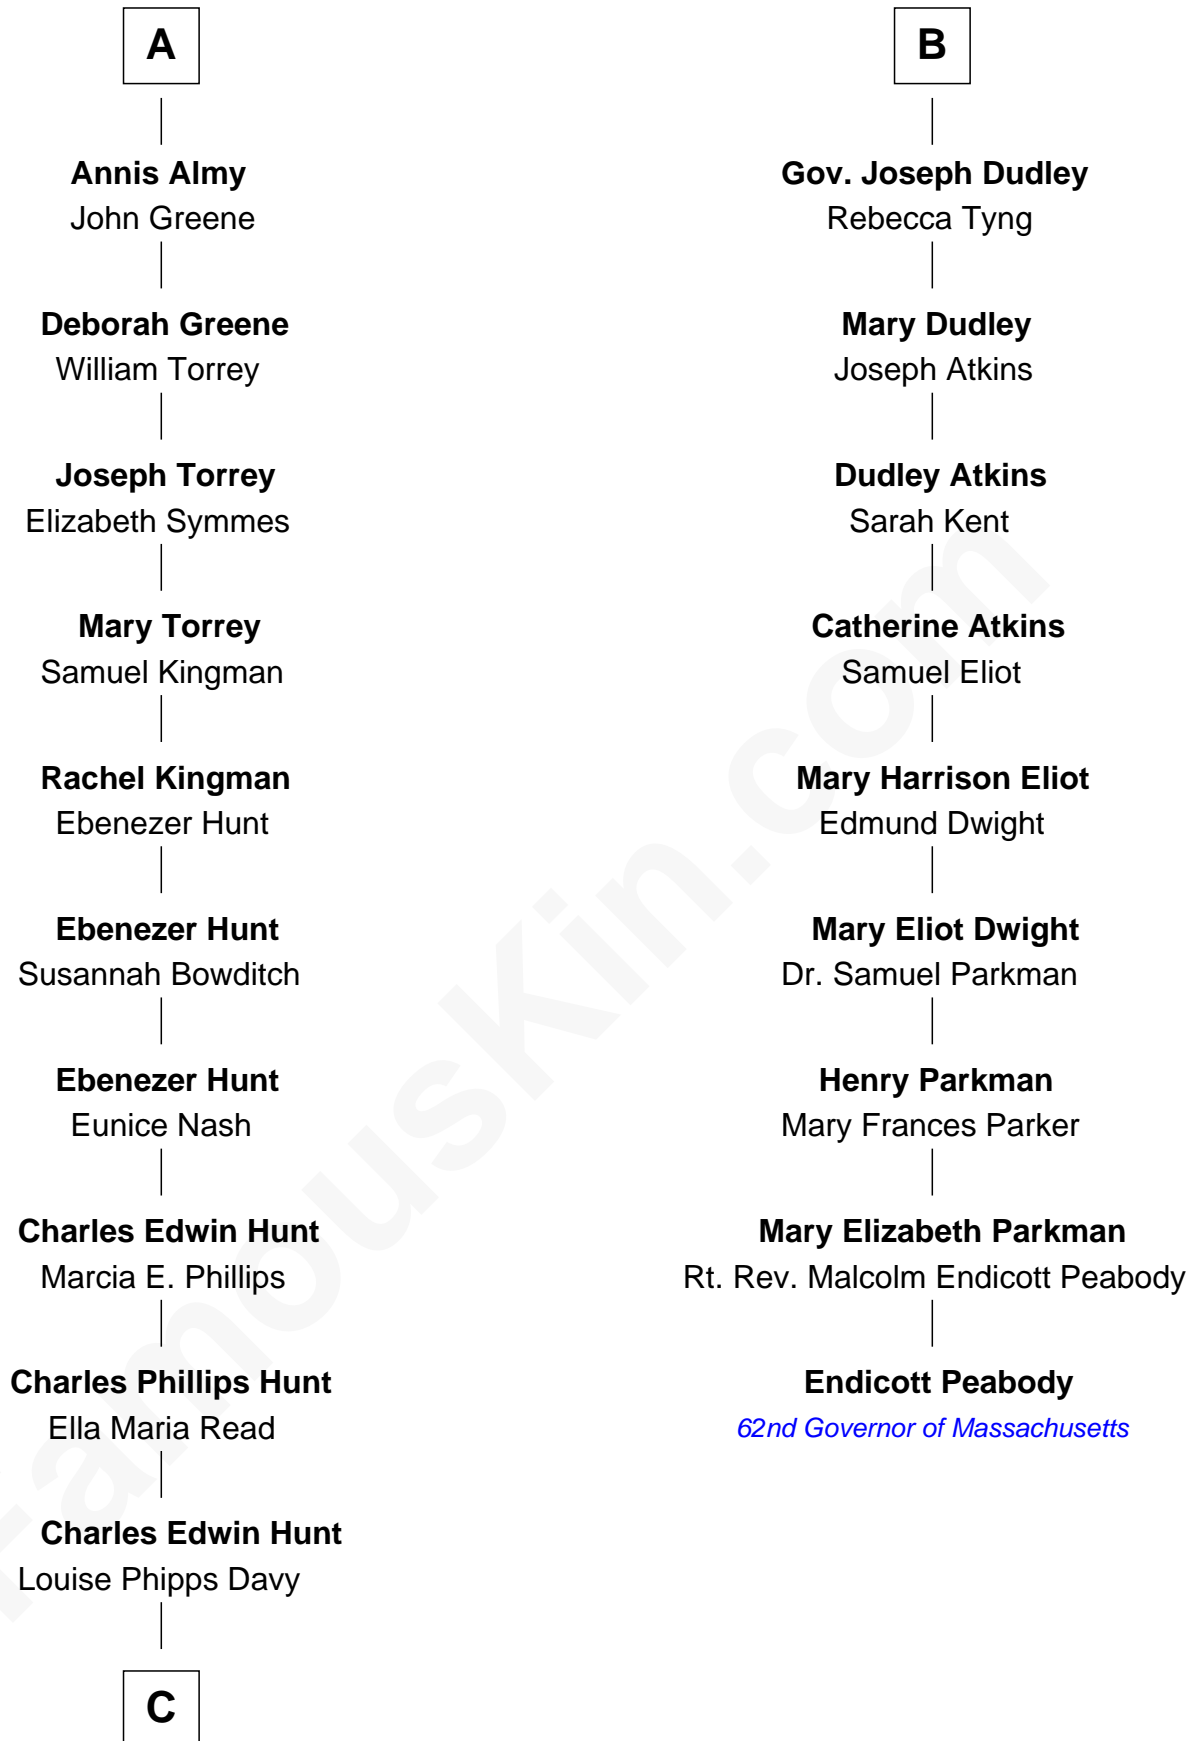 A
Annis Almy
John Greene
Deborah Greene
William Torrey
Joseph Torrey
Elizabeth Symmes
Mary Torrey
Samuel Kingman
Rachel Kingman
Ebenezer Hunt
Ebenezer Hunt
Susannah Bowditch
Ebenezer Hunt
Eunice Nash
Charles Edwin Hunt
Marcia E. Phillips
Charles Phillips Hunt
Ella Maria Read
Charles Edwin Hunt
Louise Phipps Davy
C
B
Gov. Joseph Dudley
Rebecca Tyng
Mary Dudley
Joseph Atkins
Dudley Atkins
Sarah Kent
Catherine Atkins
Samuel Eliot
Mary Harrison Eliot
Edmund Dwight
Mary Eliot Dwight
Dr. Samuel Parkman
Henry Parkman
Mary Frances Parker
Mary Elizabeth Parkman
Rt. Rev. Malcolm Endicott Peabody
Endicott Peabody
62nd Governor of Massachusetts
FamousKin.com